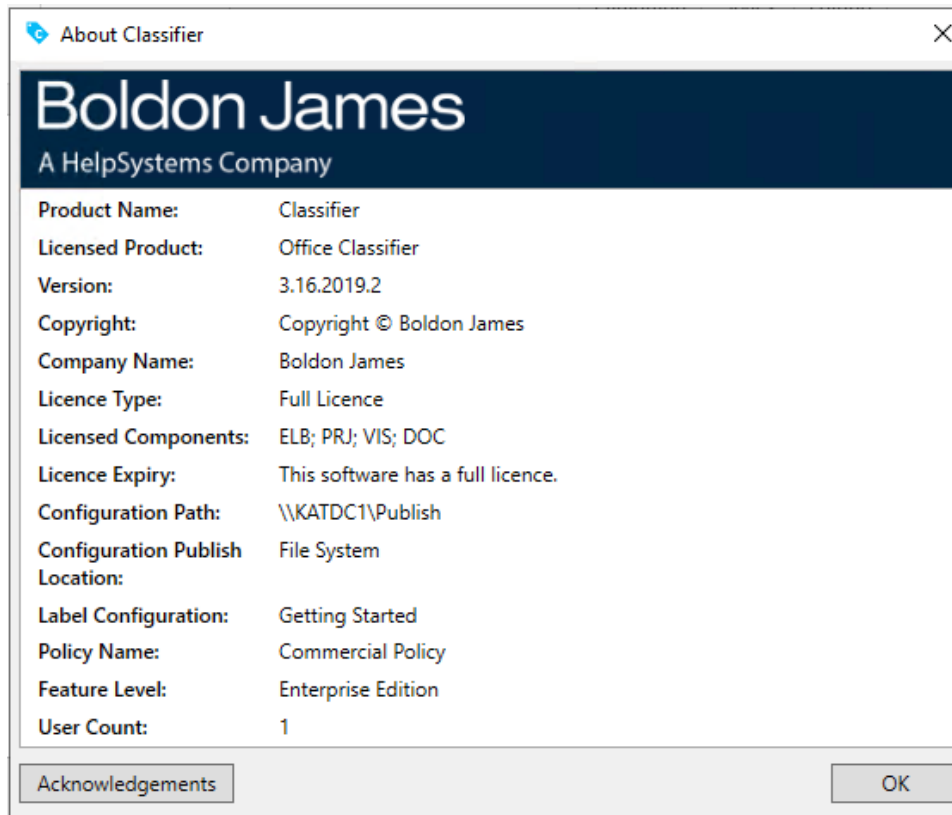 About Classifier
Boldon James
A HelpSystems Company
Product Name: Classifier
Licensed Product: Office Classifier
Version: 3.16.2019.2
Copyright: Copyright © Boldon James
Company Name: Boldon James
Licence Type: Full Licence
Licensed Components: ELB; PRJ; VIS; DOC
Licence Expiry: This software has a full licence.
Configuration Path: \\KATDC1\Publish
Configuration Publish File System
Location:
Label Configuration: Getting Started
Policy Name: Commercial Policy
Feature Level: Enterprise Edition
User Count: 1
Acknowledgements OK